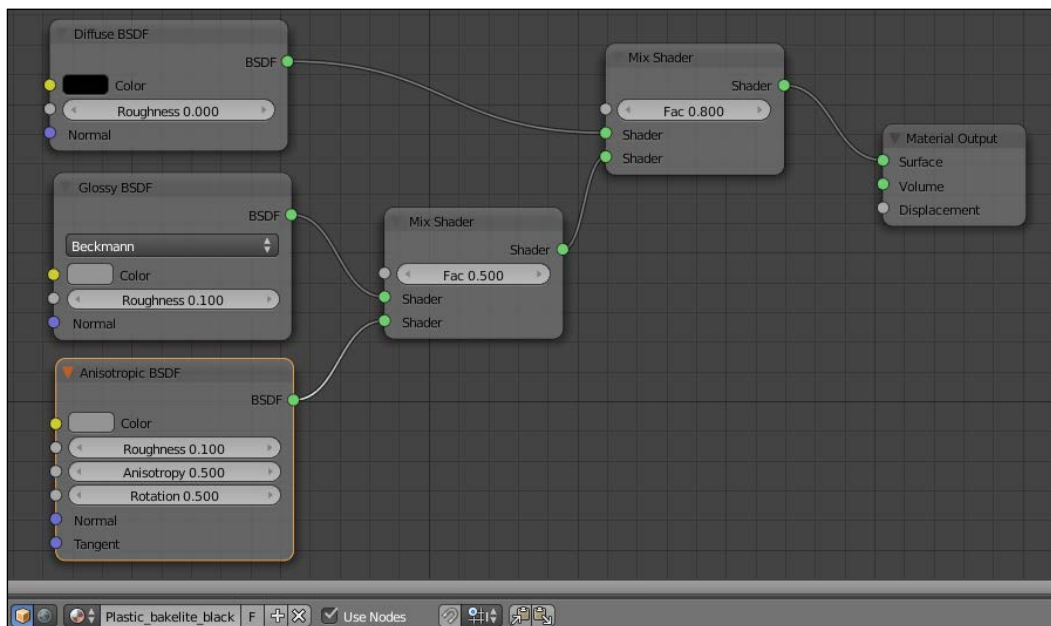 Diffuse BSDF
BSDF
Color
Roughness 0.000
Normal
Glossy BSDF
BSDF
Beckmann
Color
Roughness 0.100
Normal
Anisotropic BSDF
BSDF
Color
Roughness 0.100
Anisotropy 0.500
Rotation 0.500
Normal
Tangent
Mix Shader
Shader
Fac 0.500
Shader
Shader
Mix Shader
Shader
Fac 0.800
Shader
Shader
Material Output
Surface
Volume
Displacement
Plastic_bakelite_black F Use Nodes